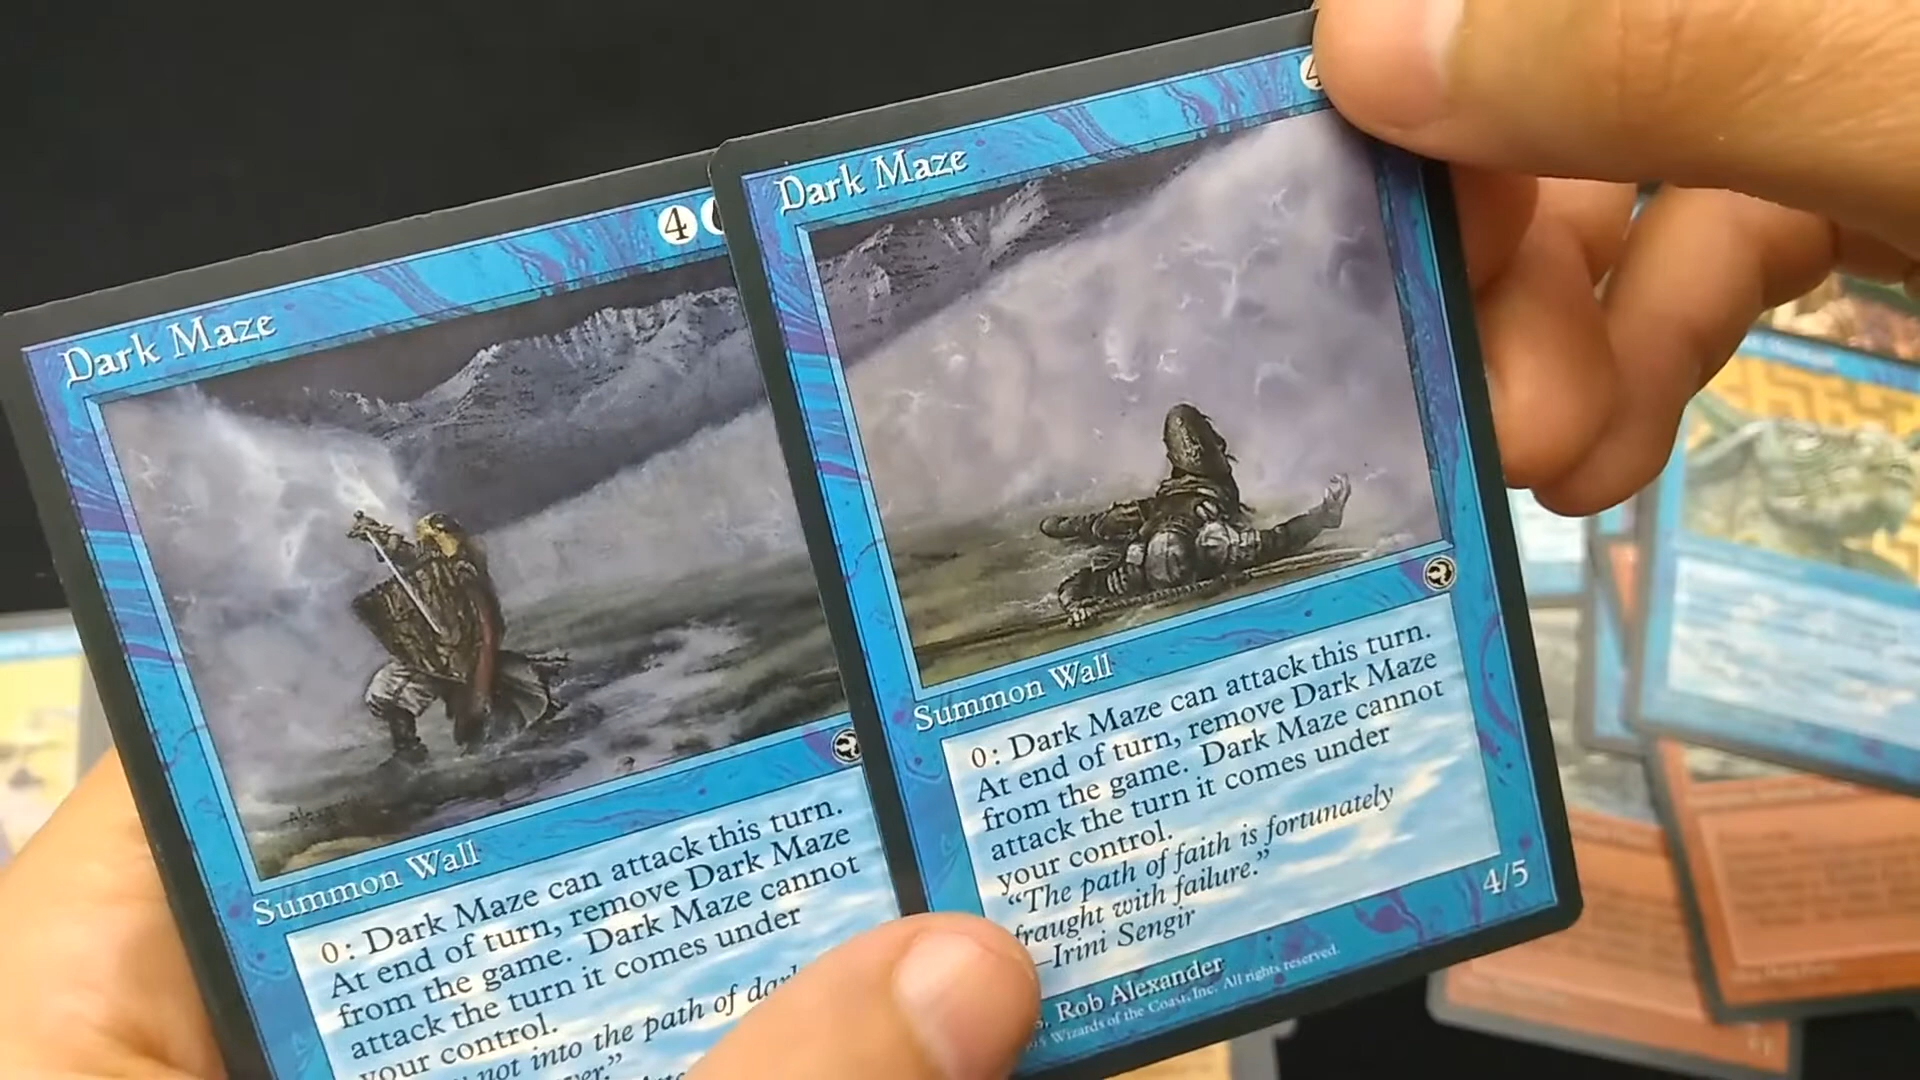 Dark Maze
4
Summon Wall
0: Dark Maze can attack this turn.
At end of turn, remove Dark Maze
from the game. Dark Maze cannot
attack the turn it comes under
your control.
not into the path of
Dark Maze
4
Summon Wall
0: Dark Maze can attack this turn.
At end of turn, remove Dark Maze
from the game. Dark Maze cannot
attack the turn it comes under
your control.
“The path of faith is fortunately
fraught with failure.”
—Irini Sengir
4/5
Rob Alexander
Wizards of the Coast, Inc. All rights reserved.